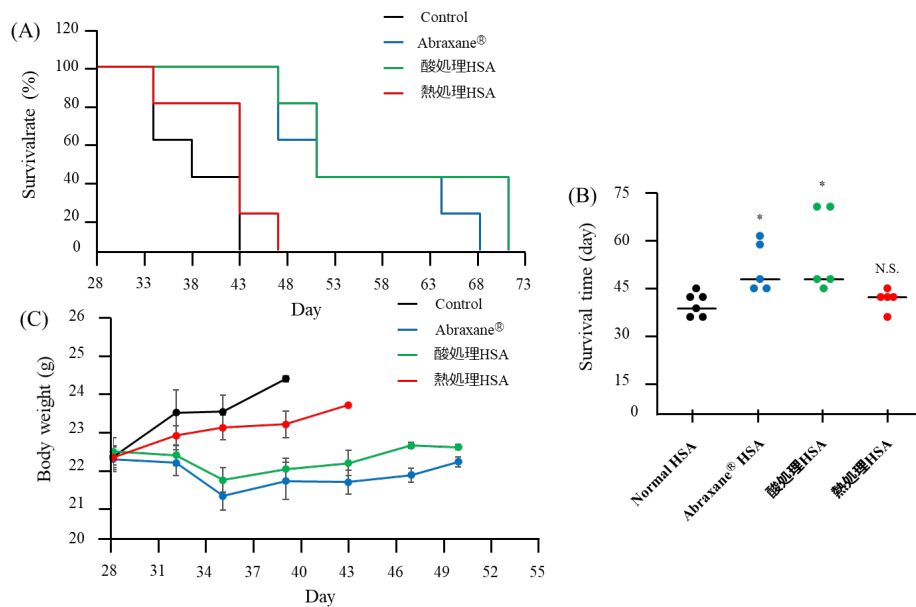 (A)
Control
Abraxane®
酸処理HSA
熱処理HSA
Survivalrate (%)
120
100
80
60
40
20
0
28 33 38 43 48 53 58 63 68 73
Day
(B)
Survival time (day)
75
60
45
30
15
0
*
*
N.S.
Normal HSA
Abraxane® HSA
酸処理HSA
熱処理HSA
(C)
Control
Abraxane®
酸処理HSA
熱処理HSA
Body weight (g)
26
25
24
23
22
21
20
28 31 34 35 40 43 49 52 55
Day